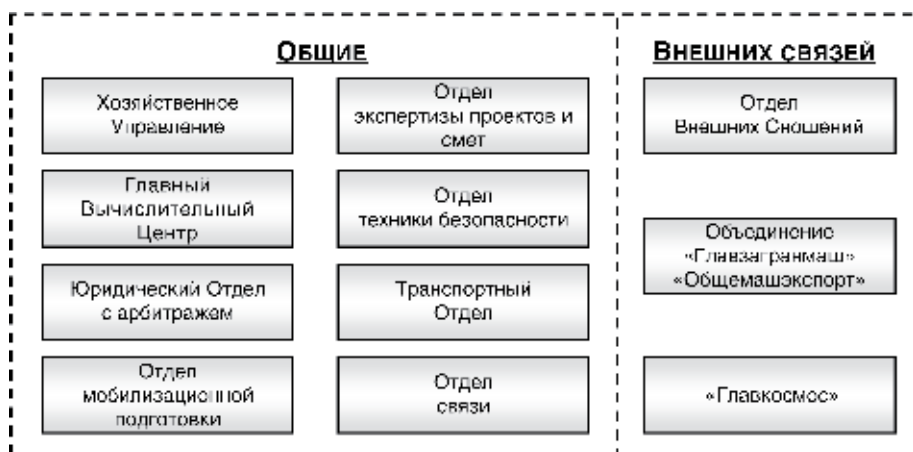 Общие
Хозяйственное
Управление
Отдел
экспертизы проектов и
смет
Главный
Вычислительный
Центр
Отдел
техники безопасности
Юридический Отдел
с арбитражем
Транспортный
Отдел
Отдел
мобилизационной
подготовки
Отдел
связи
Внешних связей
Отдел
Внешних Сношений
Объединение
«Главзагранмаш»
«Общемашэкспорт»
«Главкосмос»